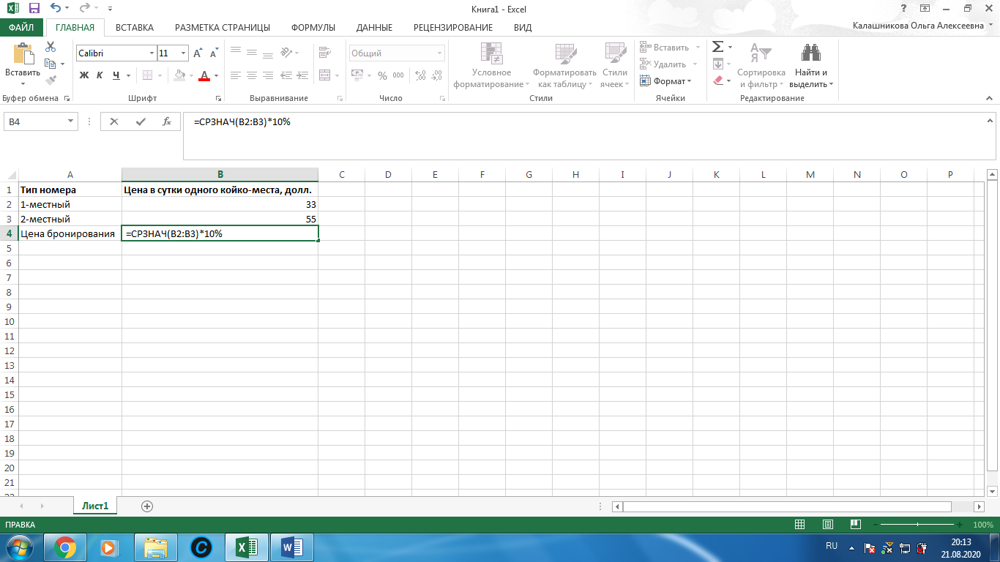 Книга1 - Excel
?
ФАЙЛ ГЛАВНАЯ ВСТАВКА РАЗМЕТКА СТРАНИЦЫ ФОРМУЛЫ ДАННЫЕ РЕЦЕНЗИРОВАНИЕ ВИД Калашникова Ольга Алексеевна
Вставить
Calibri 11
Ж К Ч А
Общий
% 000
Условное форматирование
Форматировать как таблицу
Стили ячеек
Вставить
Удалить
Формат
Сортировка и фильтр
Найти и выделить
Буфер обмена Шрифт Выравнивание Число Стили Ячейки Редактирование
B4 fx =СРЗНАЧ(B2:B3)*10%
A B C D E F G H I J K L M N O P
1 Тип номера Цена в сутки одного койко-места, долл.
2 1-местный 33
3 2-местный 55
4 Цена бронирования =СРЗНАЧ(B2:B3)*10%
5
6
7
8
9
10
11
12
13
14
15
16
17
18
19
20
21
22
Лист1
ПРАВКА 100%
RU 20:13
21.08.2020